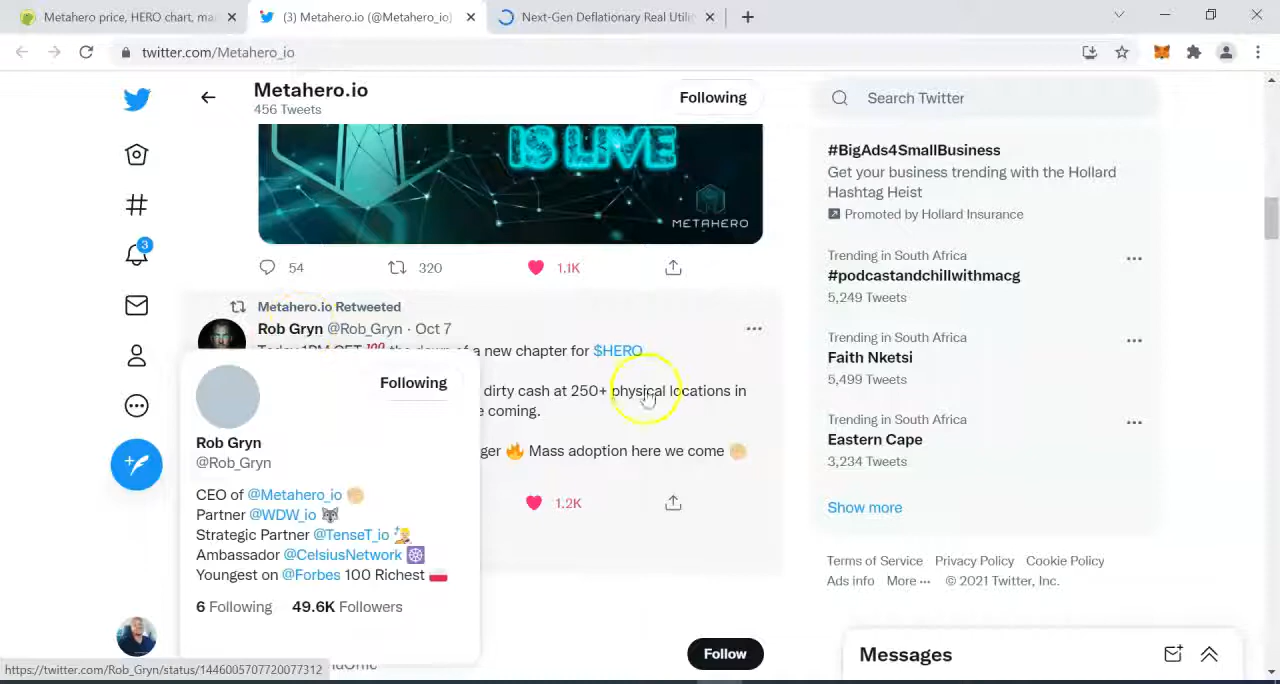 Metahero price, HERO chart, ma
(3) Metahero.io (@Metahero_io)
Next-Gen Deflationary Real Utili
twitter.com/Metahero_io
Metahero.io
456 Tweets
Following
Search Twitter
IS LIVE
METAHERO
54
320
1.1K
Metahero.io Retweeted
Rob Gryn @Rob_Gryn · Oct 7
a new chapter for $HERO
dirty cash at 250+ physical locations in
e coming.
ger 🔥 Mass adoption here we come
1.2K
Following
Rob Gryn
@Rob_Gryn
CEO of @Metahero_io
Partner @WDW_io
Strategic Partner @TenseT_io
Ambassador @CelsiusNetwork
Youngest on @Forbes 100 Richest
6 Following 49.6K Followers
Follow
#BigAds4SmallBusiness
Get your business trending with the Hollard
Hashtag Heist
Promoted by Hollard Insurance
Trending in South Africa
#podcastandchillwithmacg
5,249 Tweets
Trending in South Africa
Faith Nketsi
5,499 Tweets
Trending in South Africa
Eastern Cape
3,234 Tweets
Show more
Terms of Service Privacy Policy Cookie Policy
Ads info More ··· © 2021 Twitter, Inc.
Messages
3
https://twitter.com/Rob_Gryn/status/1446005707720077312